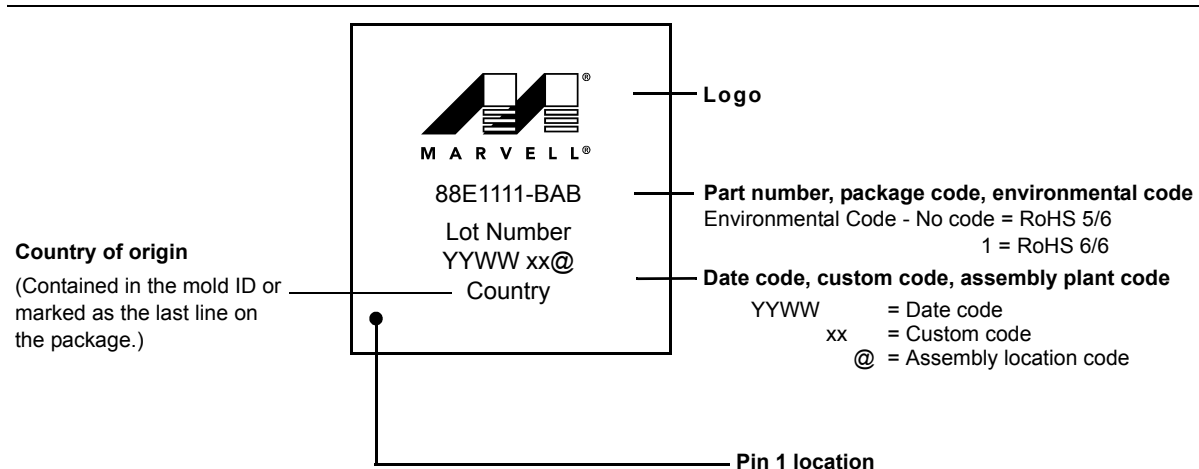 ®
MARVELL®
88E1111-BAB
Lot Number
YYWW xx@
Country
Logo
Part number, package code, environmental code
Environmental Code - No code = RoHS 5/6
1 = RoHS 6/6
Date code, custom code, assembly plant code
YYWW = Date code
xx = Custom code
@ = Assembly location code
Country of origin
(Contained in the mold ID or
marked as the last line on
the package.)
Pin 1 location